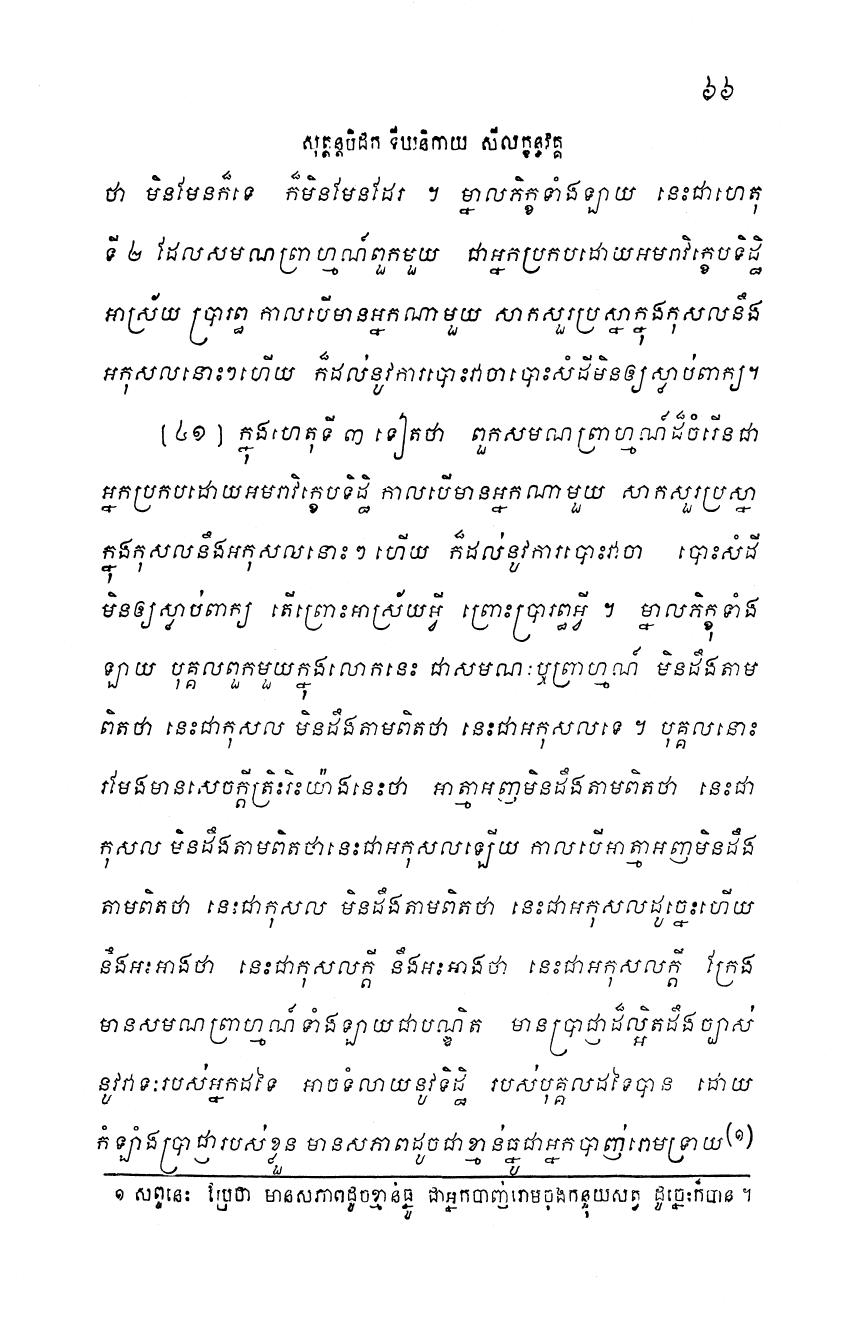 ៦៦
សុត្តន្តបិដក ទីឃនិកាយ សីលក្ខន្ធវគ្គ
ថា មិនមែនក៏ទេ ក៏មិនមែនដែរ ។ ម្នាលភិក្ខុទាំងឡាយ នេះជាហេតុ
ទី ២ ដែលសមណព្រាហ្មណ៍ពួកមួយ ជាអ្នកប្រកបដោយអមរាវិក្ខេបទិដ្ឋិ
អាស្រ័យ ប្រារព្ធ កាលបើមានអ្នកណាមួយ សាកសួរប្រស្នាក្នុងកុសលនឹង
អកុសលនោះៗហើយ ក៏ដល់នូវការបោះវាចាបោះសំដីមិនឲ្យស្លាប់ពាក្យ។
[៤១] ក្នុងហេតុទី ៣ ទៀតថា ពួកសមណព្រាហ្មណ៍ដ៏ចំរើនជា
អ្នកប្រកបដោយអមរាវិក្ខេបទិដ្ឋិ កាលបើមានអ្នកណាមួយ សាកសួរប្រស្នា
ក្នុងកុសលនឹងអកុសលនោះៗ ហើយ ក៏ដល់នូវការបោះវាចា បោះសំដី
មិនឲ្យស្លាប់ពាក្យ តើព្រោះអាស្រ័យអ្វី ព្រោះប្រារព្ធអ្វី ។ ម្នាលភិក្ខុទាំង
ឡាយ បុគ្គលពួកមួយក្នុងលោកនេះ ជាសមណៈឬព្រាហ្មណ៍ មិនដឹងតាម
ពិតថា នេះជាកុសល មិនដឹងតាមពិតថា នេះជាអកុសលទេ ។ បុគ្គលនោះ
រមែងមានសេចក្តីត្រិះរិះយ៉ាងនេះថា អាត្មាអញមិនដឹងតាមពិតថា នេះជា
កុសល មិនដឹងតាមពិតថានេះជាអកុសលឡើយ កាលបើអាត្មាអញមិនដឹង
តាមពិតថា នេះជាកុសល មិនដឹងតាមពិតថា នេះជាអកុសលដូច្នេះហើយ
នឹងអះអាងថា នេះជាកុសលក្តី នឹងអះអាងថា នេះជាអកុសលក្តី ក្រែង
មានសមណព្រាហ្មណ៍ទាំងឡាយជាបណ្ឌិត មានប្រាជ្ញាដ៏ល្អិតដឹងច្បាស់
នូវវាទៈរបស់អ្នកដទៃ អាចទំលាយនូវទិដ្ឋិ របស់បុគ្គលដទៃបាន ដោយ
កំឡាំងប្រាជ្ញារបស់ខ្លួន មានសភាពដូចជាខ្មាន់ធ្នូជាអ្នកបាញ់រោមទ្រាយ(១)
១ សព្ទនេះ ប្រែថា មានសភាពដូចខ្មាន់ធ្នូ ជាអ្នកបាញ់រោមចុងកន្ទុយសត្វ ដូច្នេះក៏បាន ។